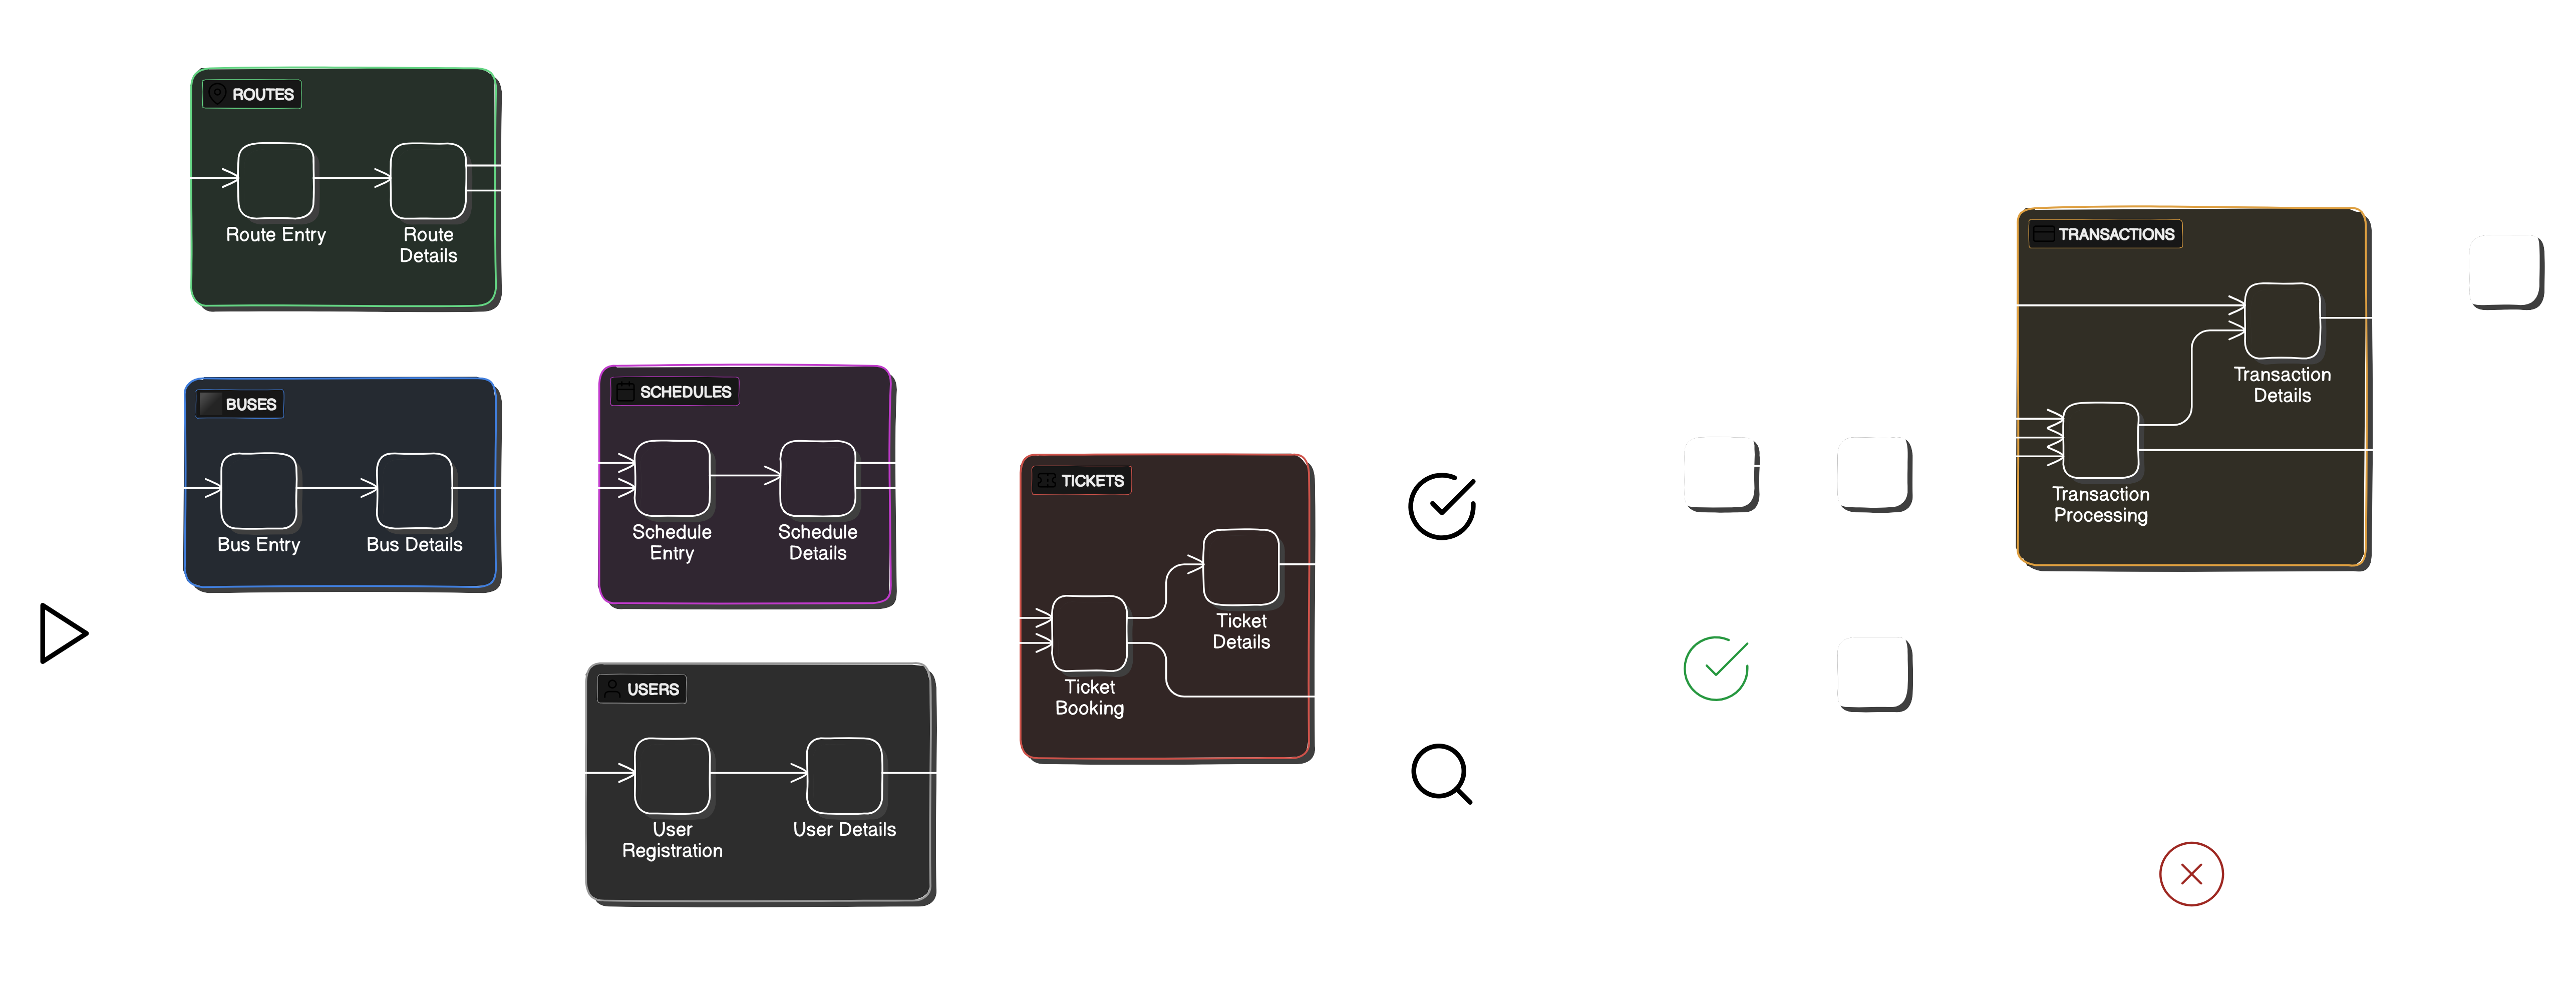 ROUTES
Route Entry
Route
Details
BUSES
Bus Entry
Bus Details
SCHEDULES
Schedule
Entry
Schedule
Details
USERS
User
Registration
User Details
TICKETS
Ticket
Booking
Ticket
Details
TRANSACTIONS
Transaction
Details
Transaction
Processing